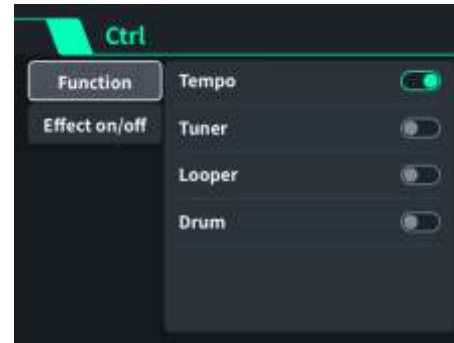 Ctrl
Function
Effect on/off
Tempo
Tuner
Looper
Drum